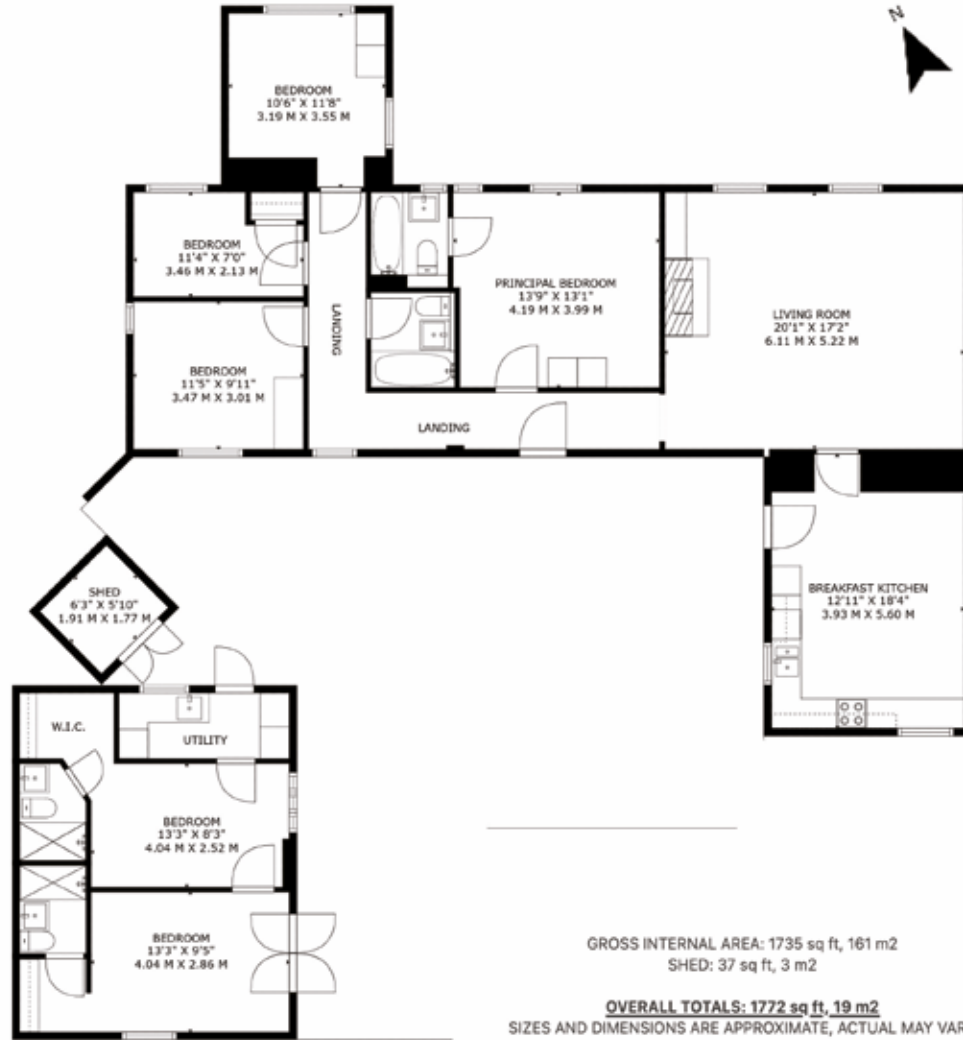 N
BEDROOM
10'6" X 11'8"
3.19 M X 3.55 M
BEDROOM
11'4" X 7'0"
3.46 M X 2.13 M
PRINCIPAL BEDROOM
13'9" X 13'1"
4.19 M X 3.99 M
LIVING ROOM
20'1" X 17'2"
6.11 M X 5.22 M
LANDING
BEDROOM
11'5" X 9'11"
3.47 M X 3.01 M
LANDING
SHED
6'3" X 5'10"
1.91 M X 1.77 M
BREAKFAST KITCHEN
12'11" X 18'4"
3.93 M X 5.60 M
W.I.C.
UTILITY
BEDROOM
13'3" X 8'3"
4.04 M X 2.52 M
BEDROOM
13'3" X 9'5"
4.04 M X 2.86 M
GROSS INTERNAL AREA: 1735 sq ft, 161 m2
SHED: 37 sq ft, 3 m2
OVERALL TOTALS: 1772 sq ft, 19 m2
SIZES AND DIMENSIONS ARE APPROXIMATE, ACTUAL MAY VAR